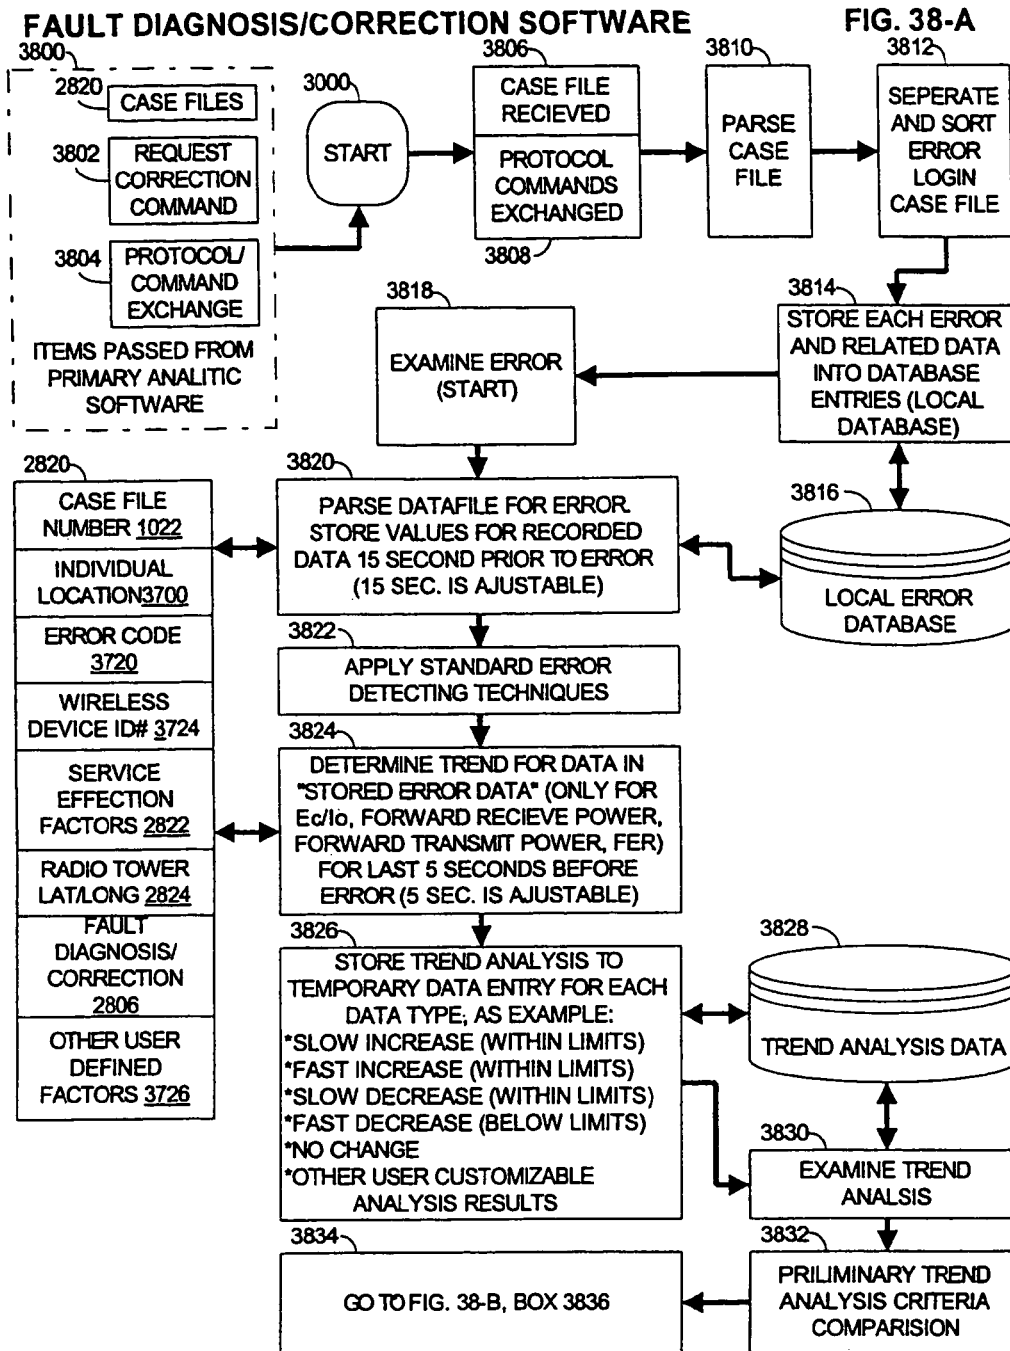 FAULT DIAGNOSIS/CORRECTION SOFTWARE
FIG. 38-A
3800
2820
CASE FILES
3802
REQUEST
CORRECTION
COMMAND
3804
PROTOCOL/
COMMAND
EXCHANGE
ITEMS PASSED FROM
PRIMARY ANALITIC
SOFTWARE
3000
START
3806
CASE FILE
RECIEVED
PROTOCOL
COMMANDS
EXCHANGED
3808
3810
PARSE
CASE
FILE
3812
SEPERATE
AND SORT
ERROR
LOGIN
CASE FILE
3814
STORE EACH ERROR
AND RELATED DATA
INTO DATABASE
ENTRIES (LOCAL
DATABASE)
3816
LOCAL ERROR
DATABASE
3818
EXAMINE ERROR
(START)
3820
PARSE DATAFILE FOR ERROR.
STORE VALUES FOR RECORDED
DATA 15 SECOND PRIOR TO ERROR
(15 SEC. IS AJUSTABLE)
2820
CASE FILE
NUMBER 1022
INDIVIDUAL
LOCATION3700
ERROR CODE
3720
WIRELESS
DEVICE ID# 3724
SERVICE
EFFECTION
FACTORS 2822
RADIO TOWER
LAT/LONG 2824
FAULT
DIAGNOSIS/
CORRECTION
2806
OTHER USER
DEFINED
FACTORS 3726
3822
APPLY STANDARD ERROR
DETECTING TECHNIQUES
3824
DETERMINE TREND FOR DATA IN
"STORED ERROR DATA" (ONLY FOR
Ec/Io, FORWARD RECIEVE POWER,
FORWARD TRANSMIT POWER, FER)
FOR LAST 5 SECONDS BEFORE
ERROR (5 SEC. IS AJUSTABLE)
3826
STORE TREND ANALYSIS TO
TEMPORARY DATA ENTRY FOR EACH
DATA TYPE; AS EXAMPLE:
*SLOW INCREASE (WITHIN LIMITS)
*FAST INCREASE (WITHIN LIMITS)
*SLOW DECREASE (WITHIN LIMITS)
*FAST DECREASE (BELOW LIMITS)
*NO CHANGE
*OTHER USER CUSTOMIZABLE
ANALYSIS RESULTS
3828
TREND ANALYSIS DATA
3830
EXAMINE TREND
ANALSIS
3832
PRILIMINARY TREND
ANALYSIS CRITERIA
COMPARISION
3834
GO TO FIG. 38-B, BOX 3836